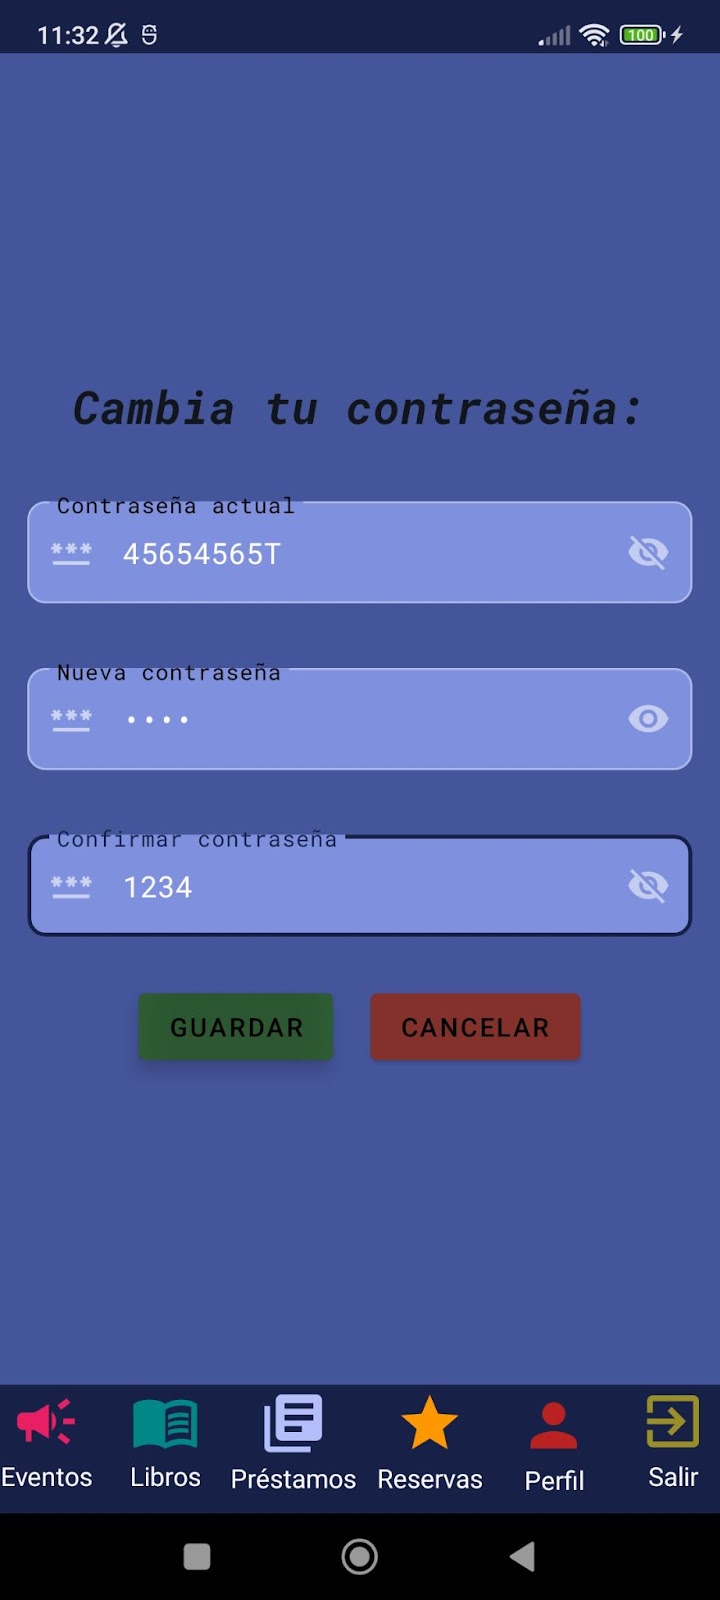 11:32
100
Cambia tu contraseña:
Contraseña actual
*** 45654565T
Nueva contraseña
*** ••••
Confirmar contraseña
*** 1234
GUARDAR CANCELAR
Eventos Libros Préstamos Reservas Perfil Salir